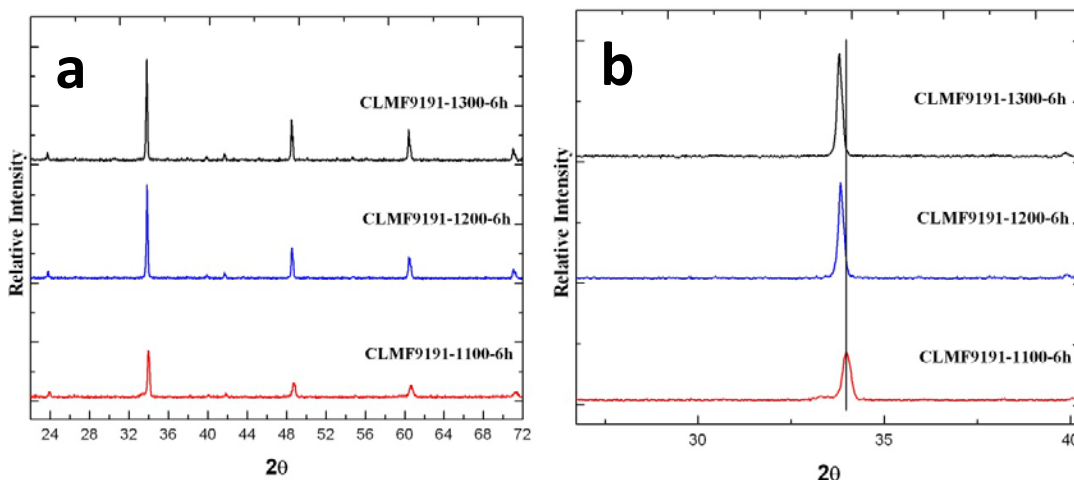 a
CLMF9191-1300-6h
CLMF9191-1200-6h
CLMF9191-1100-6h
Relative Intensity
24 28 32 36 40 44 48 52 56 60 64 68 72
2θ
b
CLMF9191-1300-6h
CLMF9191-1200-6h
CLMF9191-1100-6h
Relative Intensity
30 35 40
2θ